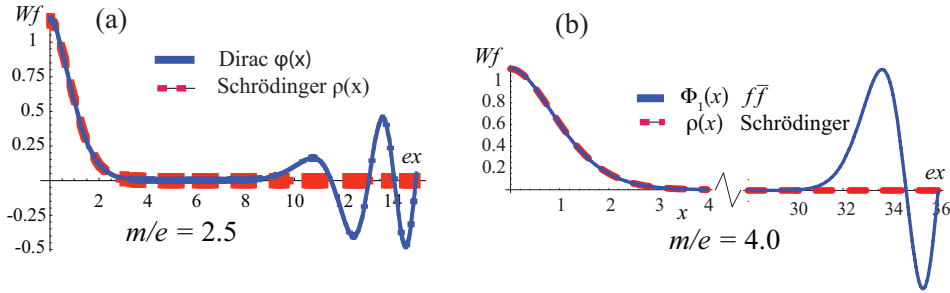 Wf
(a)
1
0.75
0.5
0.25
-0.25
-0.5
Dirac φ(x)
Schrödinger ρ(x)
ex
2 4 6 8 10 12 14
m/e = 2.5
(b)
Wf
1
0.8
0.6
0.4
0.2
Φ₁(x) f f̅
ρ(x) Schrödinger
ex
1 2 3 4 30 32 34 36
x
m/e = 4.0